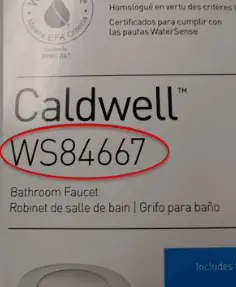 Homologué en vertu des critères
Certificados para cumplir con
las pautas WaterSense
Caldwell™
WS84667
Bathroom Faucet
Robinet de salle de bain | Grifo para baño
Includes